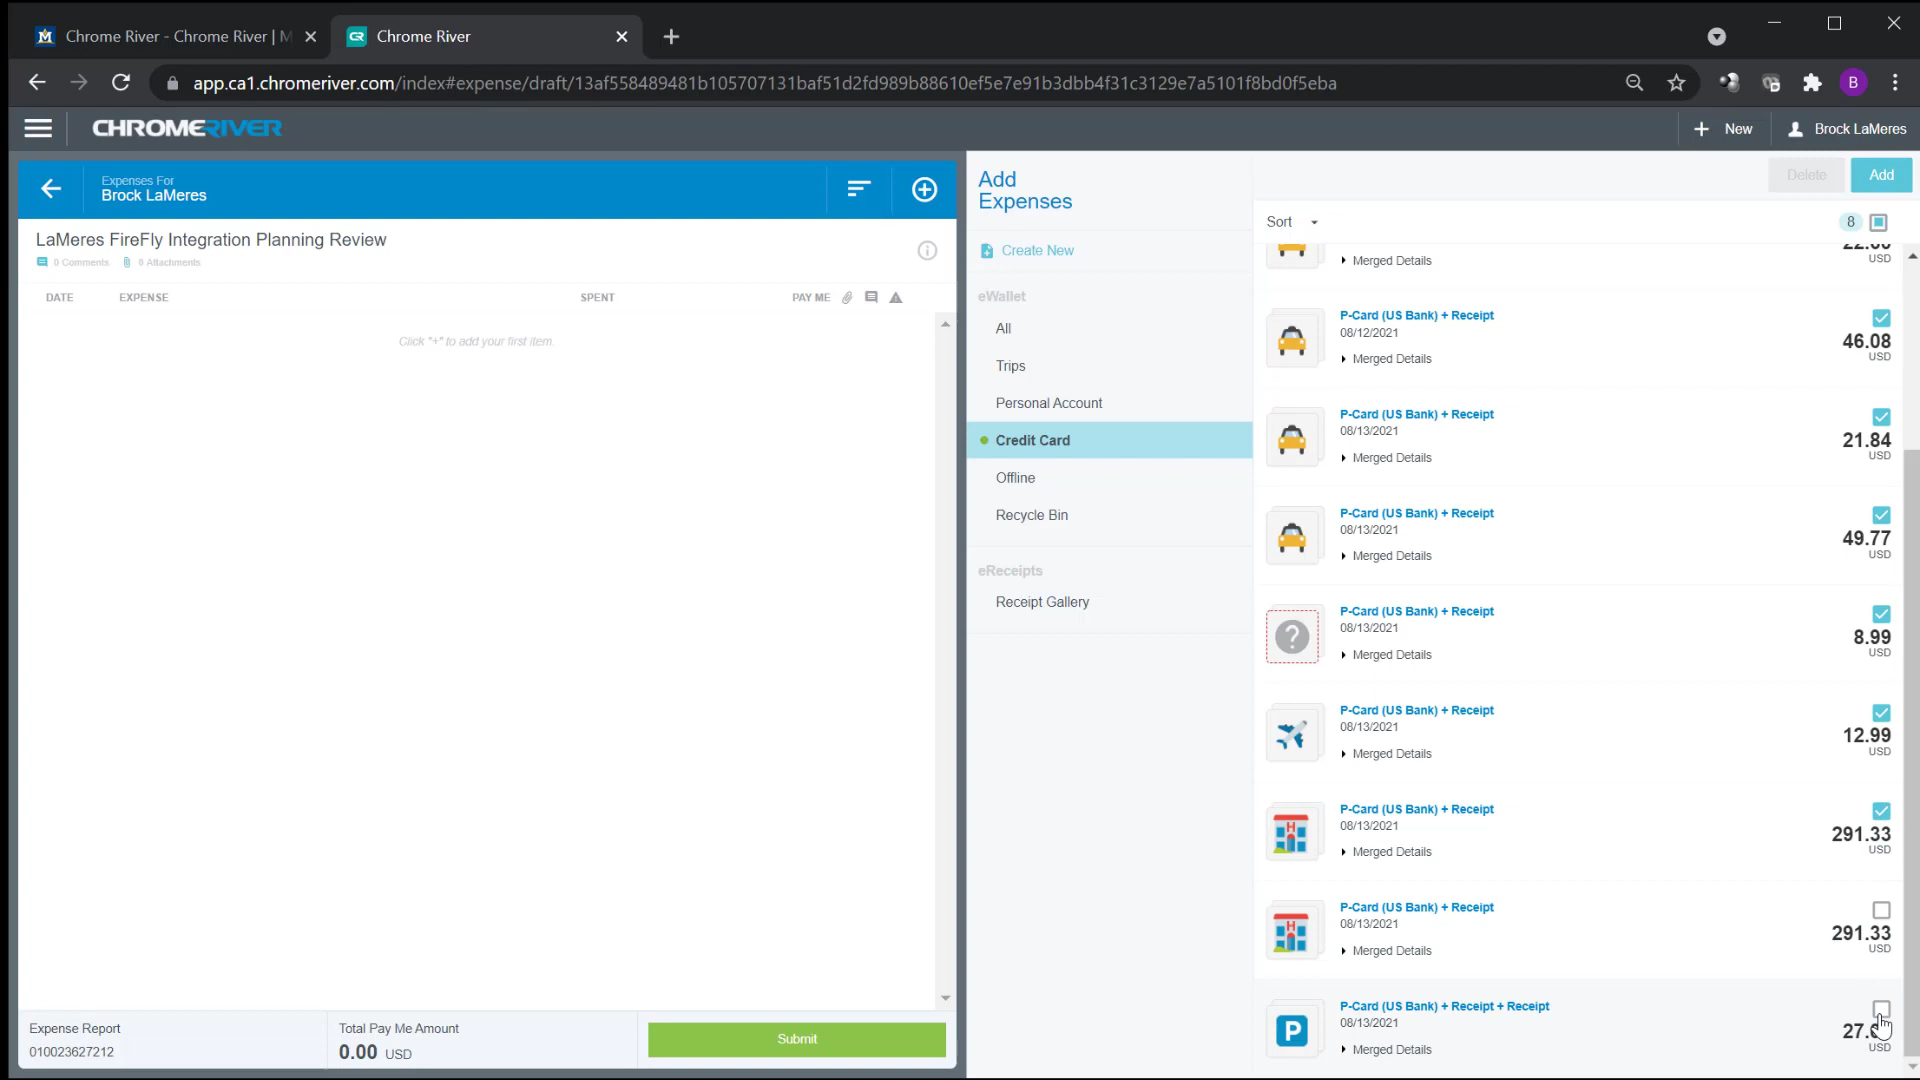 Chrome River - Chrome River | M
Chrome River
app.ca1.chromeriver.com/index#expense/draft/13af558489481b105707131baf51d2fd989b88610ef5e7e91b3dbb4f31c3129e7a5101f8bd0f5eba
B
CHROMERIVER
New
Brock LaMeres
Expenses For
Brock LaMeres
LaMeres FireFly Integration Planning Review
0 Comments
0 Attachments
DATE
EXPENSE
SPENT
PAY ME
Click "+" to add your first item.
Expense Report
010023627212
Total Pay Me Amount
0.00 USD
Submit
Add
Expenses
Create New
eWallet
All
Trips
Personal Account
Credit Card
Offline
Recycle Bin
eReceipts
Receipt Gallery
Delete
Add
Sort
8
Merged Details
USD
P-Card (US Bank) + Receipt
08/12/2021
Merged Details
46.08
USD
P-Card (US Bank) + Receipt
08/13/2021
Merged Details
21.84
USD
P-Card (US Bank) + Receipt
08/13/2021
Merged Details
49.77
USD
P-Card (US Bank) + Receipt
08/13/2021
Merged Details
8.99
USD
P-Card (US Bank) + Receipt
08/13/2021
Merged Details
12.99
USD
P-Card (US Bank) + Receipt
08/13/2021
Merged Details
291.33
USD
P-Card (US Bank) + Receipt
08/13/2021
Merged Details
291.33
USD
P
P-Card (US Bank) + Receipt + Receipt
08/13/2021
Merged Details
USD